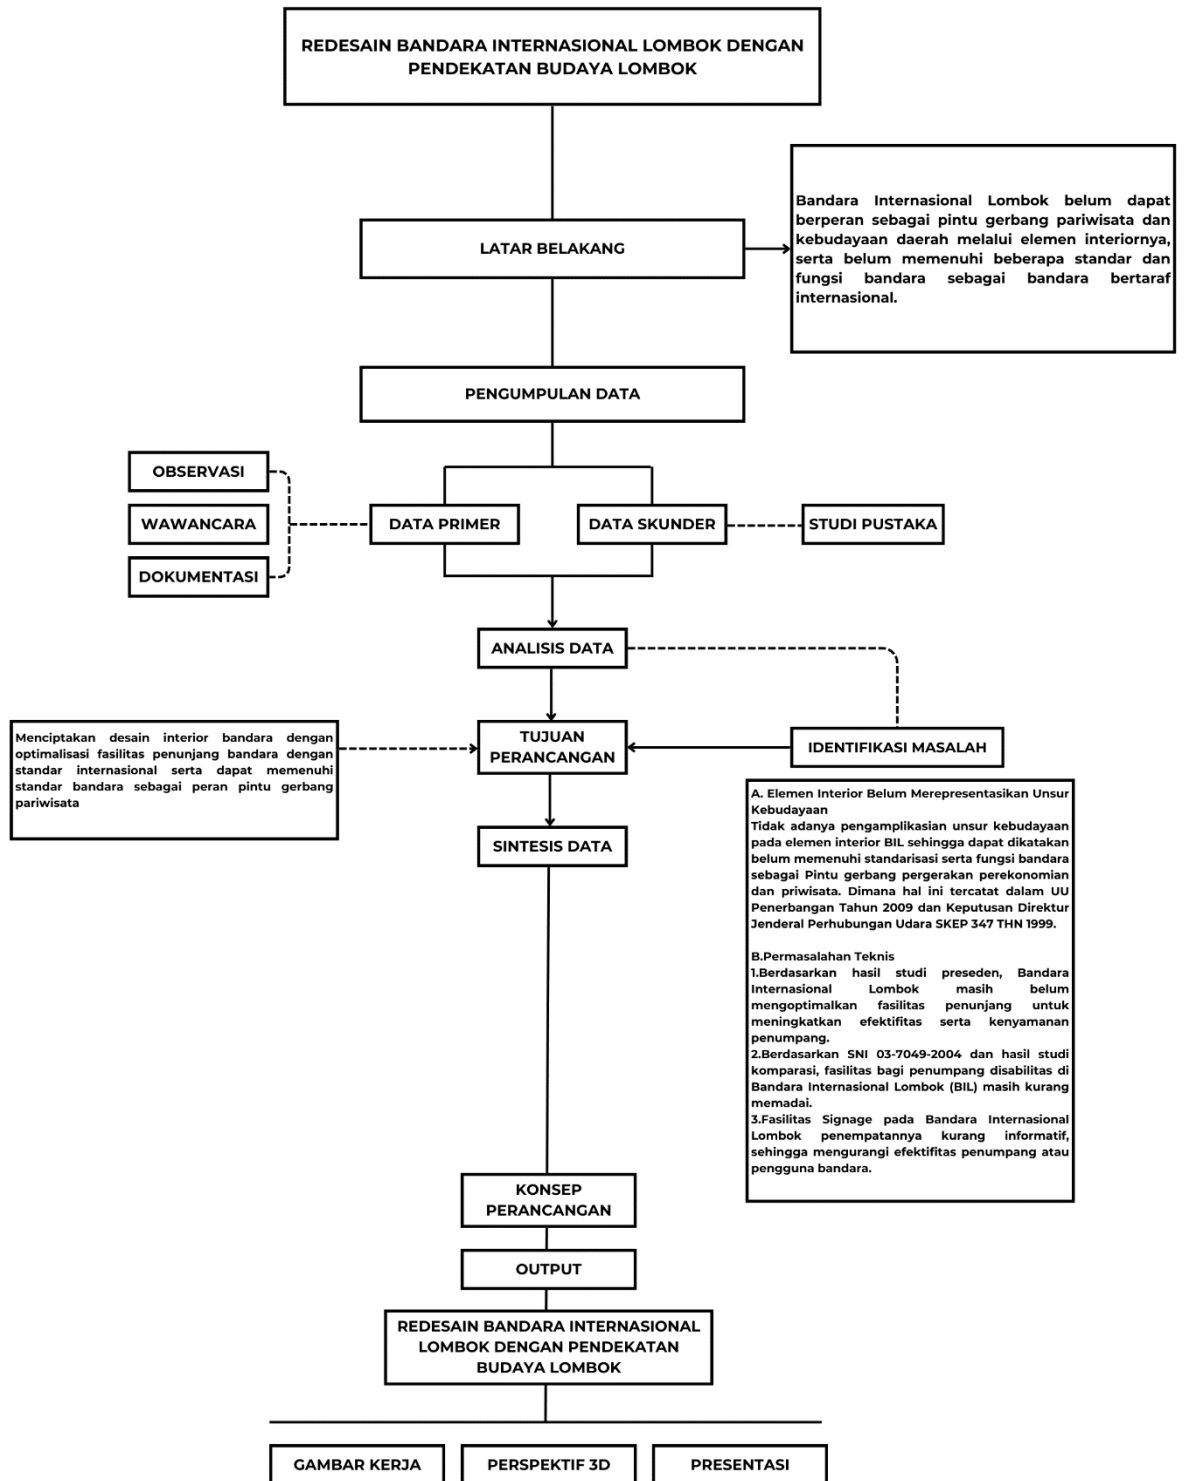 REDESAIN BANDARA INTERNASIONAL LOMBOK DENGAN
PENDEKATAN BUDAYA LOMBOK
LATAR BELAKANG
Bandara Internasional Lombok belum dapat
berperan sebagai pintu gerbang pariwisata dan
kebudayaan daerah melalui elemen interiornya,
serta belum memenuhi beberapa standar dan
fungsi bandara sebagai bandara bertaraf
internasional.
PENGUMPULAN DATA
OBSERVASI
WAWANCARA
DOKUMENTASI
DATA PRIMER
DATA SKUNDER
STUDI PUSTAKA
ANALISIS DATA
Menciptakan desain interior bandara dengan
optimalisasi fasilitas penunjang bandara dengan
standar internasional serta dapat memenuhi
standar bandara sebagai peran pintu gerbang
pariwisata
TUJUAN
PERANCANGAN
IDENTIFIKASI MASALAH
A. Elemen Interior Belum Merepresentasikan Unsur
Kebudayaan
Tidak adanya pengamplikasian unsur kebudayaan
pada elemen interior BIL sehingga dapat dikatakan
belum memenuhi standarisasi serta fungsi bandara
sebagai Pintu gerbang pergerakan perekonomian
dan priwisata. Dimana hal ini tercatat dalam UU
Penerbangan Tahun 2009 dan Keputusan Direktur
Jenderal Perhubungan Udara SKEP 347 THN 1999.
B.Permasalahan Teknis
1.Berdasarkan hasil studi preseden, Bandara
Internasional Lombok masih belum
mengoptimalkan fasilitas penunjang untuk
meningkatkan efektifitas serta kenyamanan
penumpang.
2.Berdasarkan SNI 03-7049-2004 dan hasil studi
komparasi, fasilitas bagi penumpang disabilitas di
Bandara Internasional Lombok (BIL) masih kurang
memadai.
3.Fasilitas Signage pada Bandara Internasional
Lombok penempatannya kurang informatif,
sehingga mengurangi efektifitas penumpang atau
pengguna bandara.
SINTESIS DATA
KONSEP
PERANCANGAN
OUTPUT
REDESAIN BANDARA INTERNASIONAL
LOMBOK DENGAN PENDEKATAN
BUDAYA LOMBOK
GAMBAR KERJA
PERSPEKTIF 3D
PRESENTASI